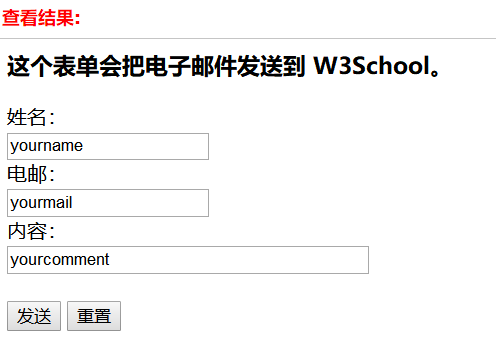 查看结果:
这个表单会把电子邮件发送到 W3School。
姓名：
yourname
电邮：
yourmail
内容：
yourcomment
发送 重置